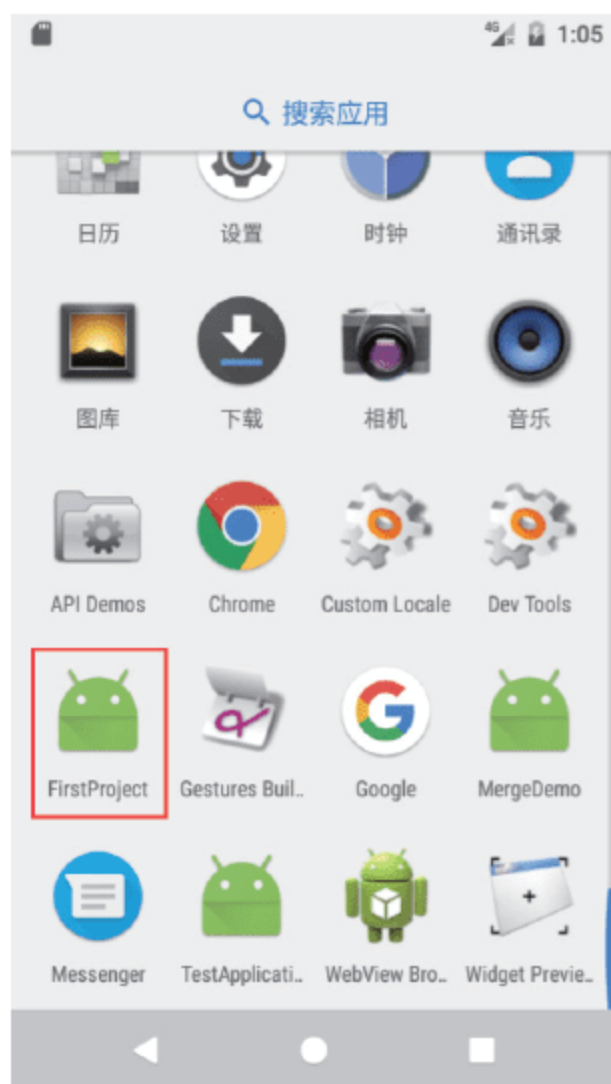 4G 1:05
搜索应用
日历 设置 时钟 通讯录
图库 下载 相机 音乐
API Demos Chrome Custom Locale Dev Tools
FirstProject Gestures Buil.. Google MergeDemo
Messenger TestApplicati.. WebView Bro.. Widget Previe..